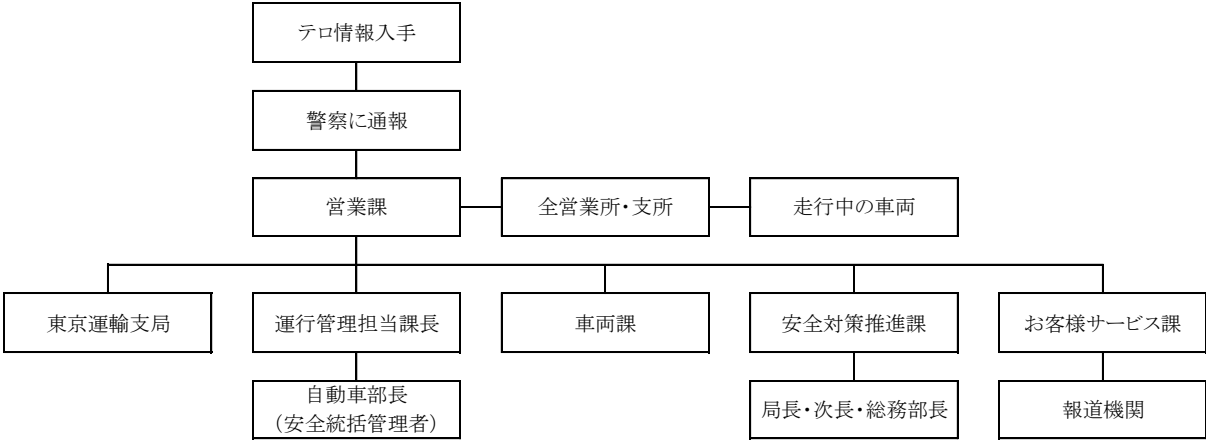 テロ情報入手
警察に通報
営業課
全営業所・支所
走行中の車両
東京運輸支局
運行管理担当課長
車両課
安全対策推進課
お客様サービス課
自動車部長
（安全統括管理者）
局長・次長・総務部長
報道機関